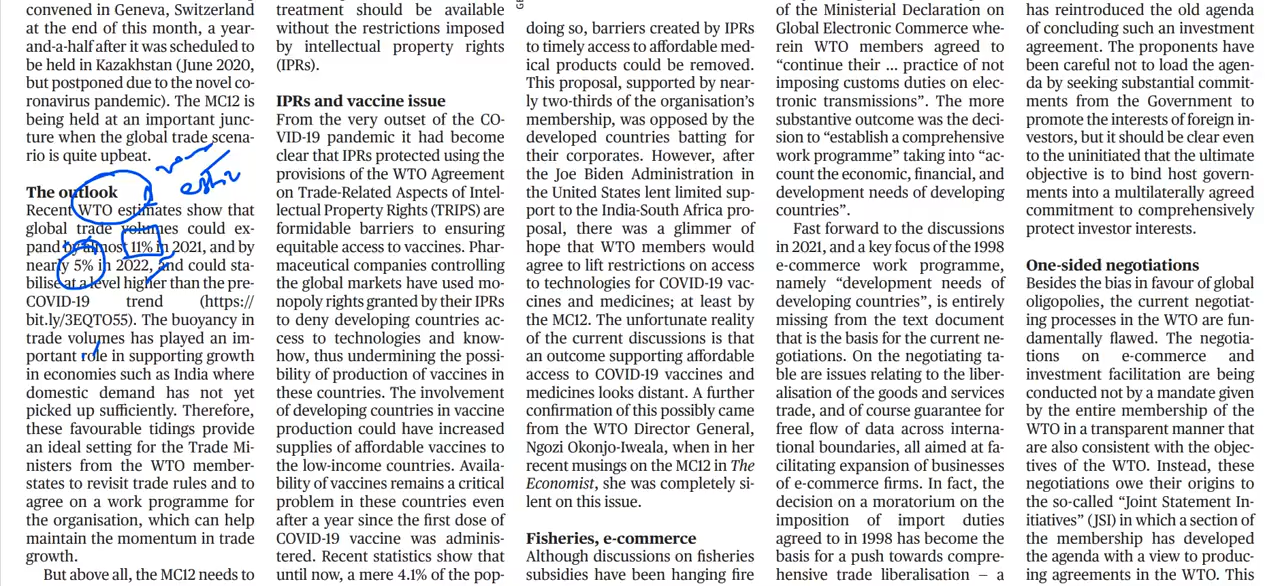 convened in Geneva, Switzerland
at the end of this month, a year-
and-a-half after it was scheduled to
be held in Kazakhstan (June 2020,
but postponed due to the novel co-
ronavirus pandemic). The MC12 is
being held at an important junc-
ture when the global trade scena-
rio is quite upbeat.
The outlook
Recent WTO estimates show that
global trade volumes could ex-
pand by almost 11% in 2021, and by
nearly 5% in 2022, and could sta-
bilise at a level higher than the pre-
COVID-19 trend (https://
bit.ly/3EQTO55). The buoyancy in
trade volumes has played an im-
portant role in supporting growth
in economies such as India where
domestic demand has not yet
picked up sufficiently. Therefore,
these favourable tidings provide
an ideal setting for the Trade Mi-
nisters from the WTO member-
states to revisit trade rules and to
agree on a work programme for
the organisation, which can help
maintain the momentum in trade
growth.
But above all, the MC12 needs to
treatment should be available
without the restrictions imposed
by intellectual property rights
(IPRs).
IPRs and vaccine issue
From the very outset of the CO-
VID-19 pandemic it had become
clear that IPRs protected using the
provisions of the WTO Agreement
on Trade-Related Aspects of Intel-
lectual Property Rights (TRIPS) are
formidable barriers to ensuring
equitable access to vaccines. Phar-
maceutical companies controlling
the global markets have used mo-
nopoly rights granted by their IPRs
to deny developing countries ac-
cess to technologies and know-
how, thus undermining the possi-
bility of production of vaccines in
these countries. The involvement
of developing countries in vaccine
production could have increased
supplies of affordable vaccines to
the low-income countries. Availa-
bility of vaccines remains a critical
problem in these countries even
after a year since the first dose of
COVID-19 vaccine was adminis-
tered. Recent statistics show that
until now, a mere 4.1% of the pop-
doing so, barriers created by IPRs
to timely access to affordable med-
ical products could be removed.
This proposal, supported by near-
ly two-thirds of the organisation's
membership, was opposed by the
developed countries batting for
their corporates. However, after
the Joe Biden Administration in
the United States lent limited sup-
port to the India-South Africa pro-
posal, there was a glimmer of
hope that WTO members would
agree to lift restrictions on access
to technologies for COVID-19 vac-
cines and medicines; at least by
the MC12. The unfortunate reality
of the current discussions is that
an outcome supporting affordable
access to COVID-19 vaccines and
medicines looks distant. A further
confirmation of this possibly came
from the WTO Director General,
Ngozi Okonjo-Iweala, when in her
recent musings on the MC12 in The
Economist, she was completely si-
lent on this issue.
Fisheries, e-commerce
Although discussions on fisheries
subsidies have been hanging fire
of the Ministerial Declaration on
Global Electronic Commerce whe-
rein WTO members agreed to
“continue their ... practice of not
imposing customs duties on elec-
tronic transmissions”. The more
substantive outcome was the deci-
sion to “establish a comprehensive
work programme” taking into “ac-
count the economic, financial, and
development needs of developing
countries”.
Fast forward to the discussions
in 2021, and a key focus of the 1998
e-commerce work programme,
namely “development needs of
developing countries”, is entirely
missing from the text document
that is the basis for the current ne-
gotiations. On the negotiating ta-
ble are issues relating to the liber-
alisation of the goods and services
trade, and of course guarantee for
free flow of data across interna-
tional boundaries, all aimed at fa-
cilitating expansion of businesses
of e-commerce firms. In fact, the
decision on a moratorium on the
imposition of import duties
agreed to in 1998 has become the
basis for a push towards compre-
hensive trade liberalisation – a
has reintroduced the old agenda
of concluding such an investment
agreement. The proponents have
been careful not to load the agen-
da by seeking substantial commit-
ments from the Government to
promote the interests of foreign in-
vestors, but it should be clear even
to the uninitiated that the ultimate
objective is to bind host govern-
ments into a multilaterally agreed
commitment to comprehensively
protect investor interests.
One-sided negotiations
Besides the bias in favour of global
oligopolies, the current negotiat-
ing processes in the WTO are fun-
damentally flawed. The negotia-
tions on e-commerce and
investment facilitation are being
conducted not by a mandate given
by the entire membership of the
WTO in a transparent manner that
are also consistent with the objec-
tives of the WTO. Instead, these
negotiations owe their origins to
the so-called “Joint Statement In-
itiatives” (JSI) in which a section of
the membership has developed
the agenda with a view to produc-
ing agreements in the WTO. This